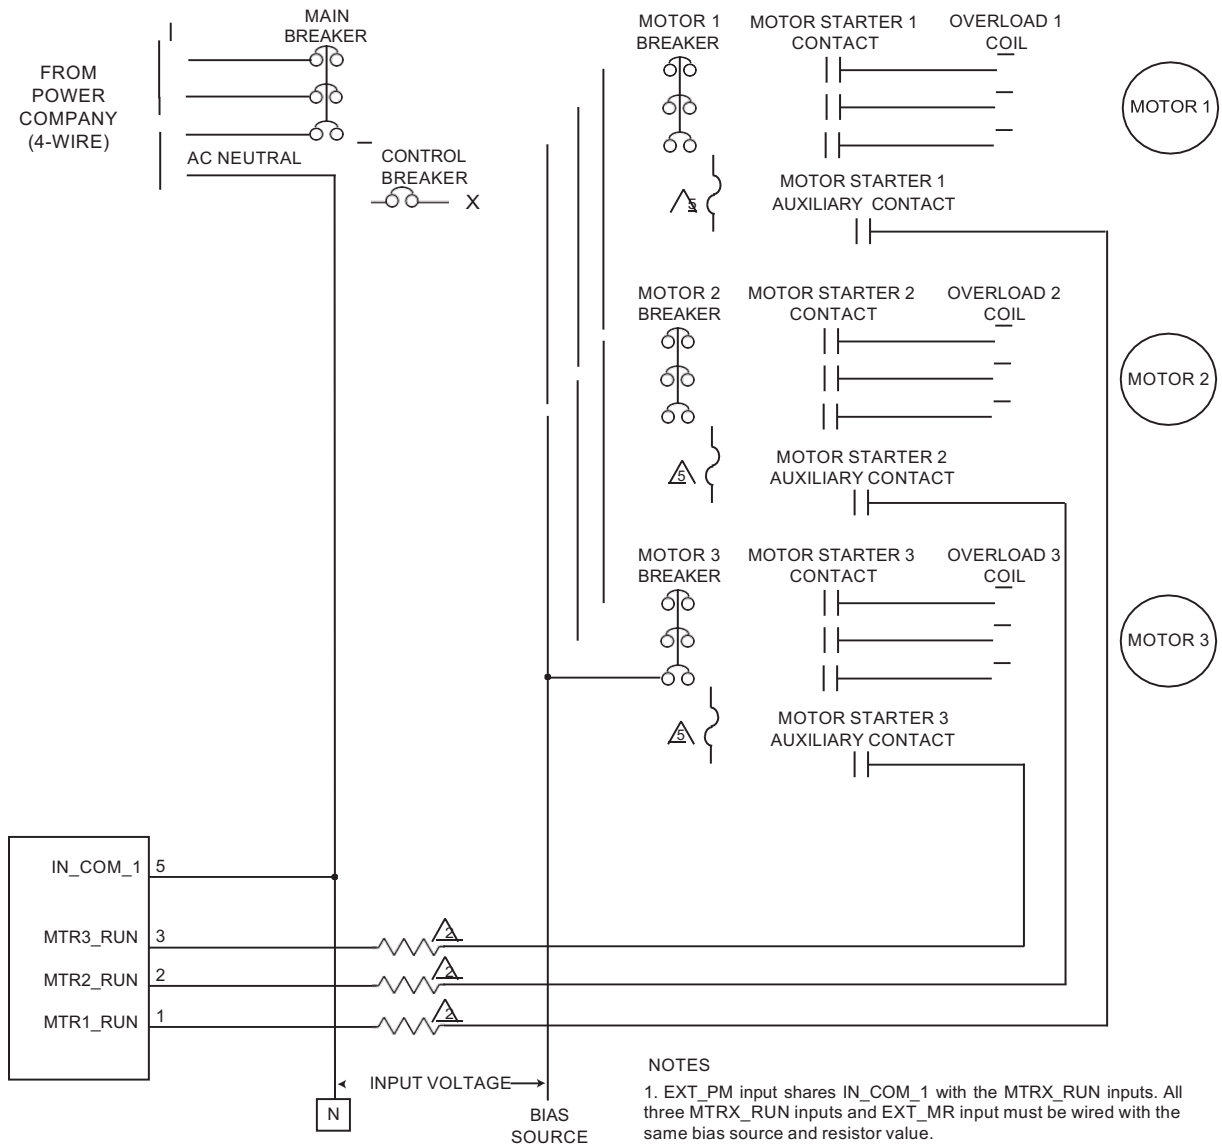 MAIN
BREAKER
FROM
POWER
COMPANY
(4-WIRE)
AC NEUTRAL
CONTROL
BREAKER
X
MOTOR 1
BREAKER
MOTOR STARTER 1
CONTACT
OVERLOAD 1
COIL
MOTOR 1
5
MOTOR STARTER 1
AUXILIARY CONTACT
MOTOR 2
BREAKER
MOTOR STARTER 2
CONTACT
OVERLOAD 2
COIL
MOTOR 2
5
MOTOR STARTER 2
AUXILIARY CONTACT
MOTOR 3
BREAKER
MOTOR STARTER 3
CONTACT
OVERLOAD 3
COIL
MOTOR 3
5
MOTOR STARTER 3
AUXILIARY CONTACT
IN_COM_1 5
MTR3_RUN 3
2
MTR2_RUN 2
2
MTR1_RUN 1
2
INPUT VOLTAGE
N
BIAS
SOURCE
NOTES
1. EXT_PM input shares IN_COM_1 with the MTRX_RUN inputs. All
three MTRX_RUN inputs and EXT_MR input must be wired with the
same bias source and resistor value.